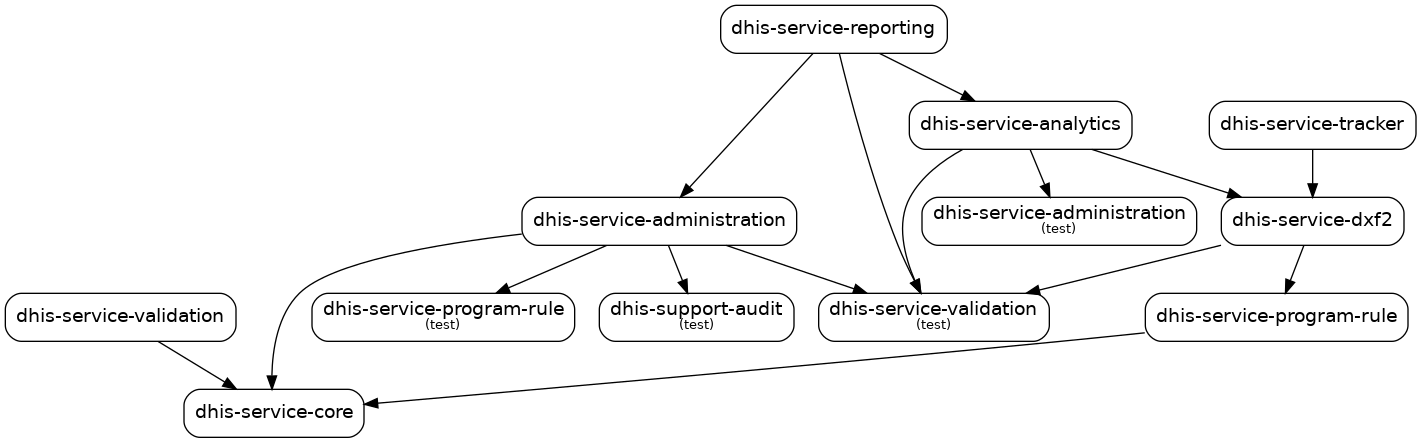 dhis-service-reporting
dhis-service-analytics
dhis-service-tracker
dhis-service-administration
dhis-service-administration
(test)
dhis-service-dxf2
dhis-service-validation
dhis-service-program-rule
(test)
dhis-support-audit
(test)
dhis-service-validation
(test)
dhis-service-program-rule
dhis-service-core